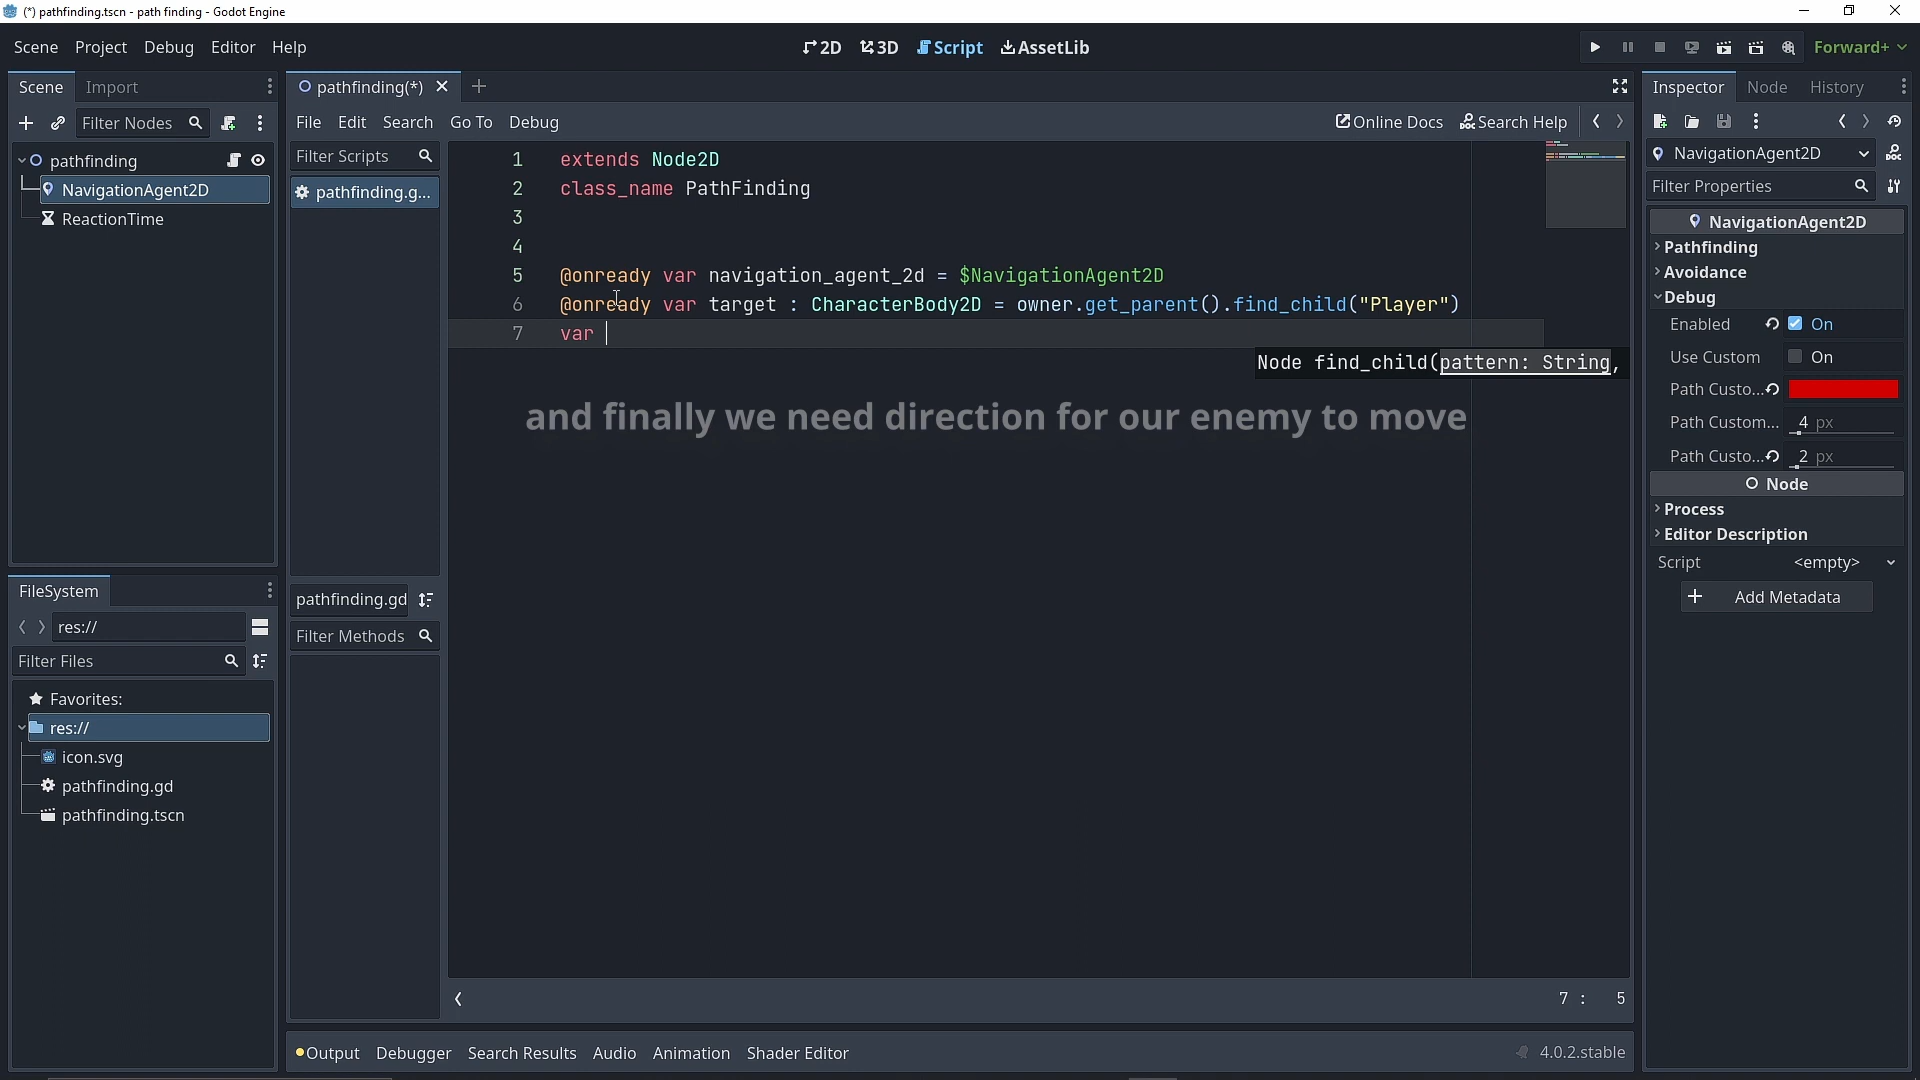 (*) pathfinding.tscn - path finding - Godot Engine
Scene Project Debug Editor Help
2D 3D Script AssetLib
Forward+
Scene Import
pathfinding(*)
Inspector Node History
Filter Nodes
File Edit Search Go To Debug
Online Docs Search Help
pathfinding
NavigationAgent2D
ReactionTime
Filter Scripts
pathfinding.g...
1 extends Node2D
2 class_name PathFinding
3
4
5 @onready var navigation_agent_2d = $NavigationAgent2D
6 @onready var target : CharacterBody2D = owner.get_parent().find_child("Player")
7 var
Node find_child(pattern: String,
and finally we need direction for our enemy to move
NavigationAgent2D
Filter Properties
NavigationAgent2D
Pathfinding
Avoidance
Debug
Enabled On
Use Custom On
Path Custo...
Path Custom... 4 px
Path Custo... 2 px
Node
Process
Editor Description
Script <empty>
Add Metadata
FileSystem
res://
Filter Files
Favorites:
res://
icon.svg
pathfinding.gd
pathfinding.tscn
pathfinding.gd
Filter Methods
7 : 5
Output Debugger Search Results Audio Animation Shader Editor
4.0.2.stable